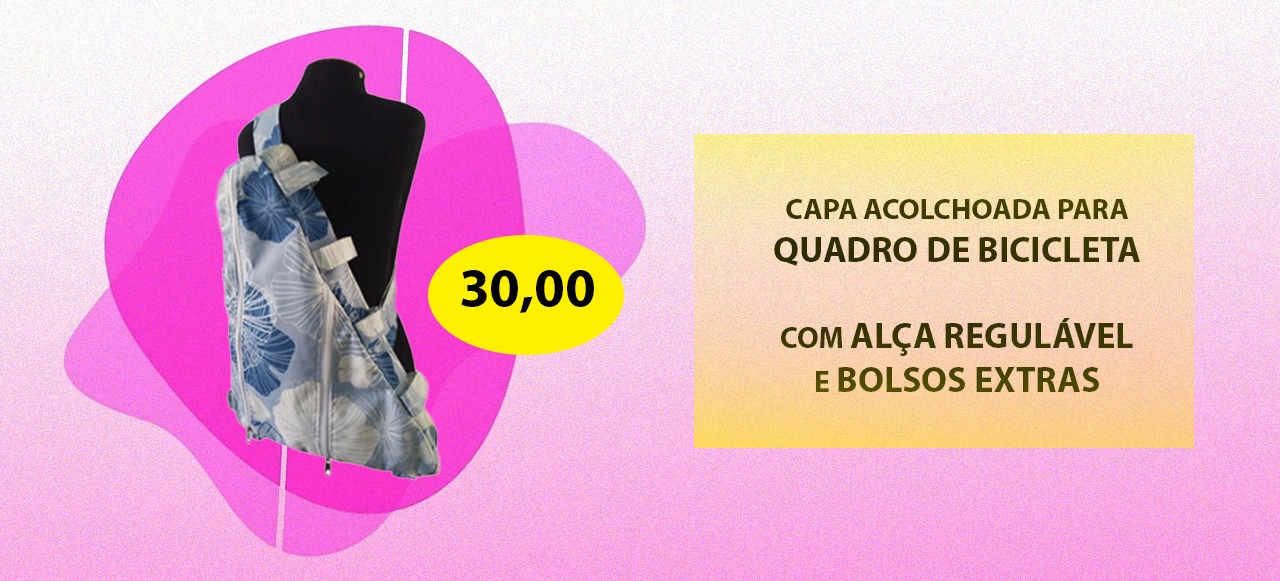 30,00
CAPA ACOLCHOADA PARA
QUADRO DE BICICLETA
COM ALÇA REGULÁVEL
E BOLSOS EXTRAS